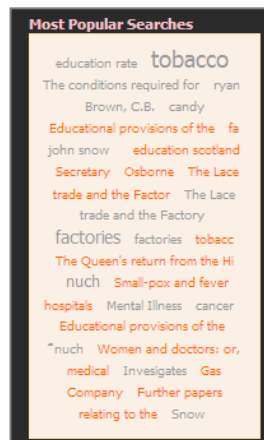 Most Popular Searches
education rate tobacco
The conditions required for ryan
Brown, C.B. candy
Educational provisions of the fa
john snow education scotland
Secretary Osborne The Lace
trade and the Factor The Lace
trade and the Factory
factories factories tobacc
The Queen's return from the Hi
nuch Small-pox and fever
hospitals Mental Illness cancer
Educational provisions of the
"nuch Women and doctors: or,
medical Invesigates Gas
Company Further papers
relating to the Snow